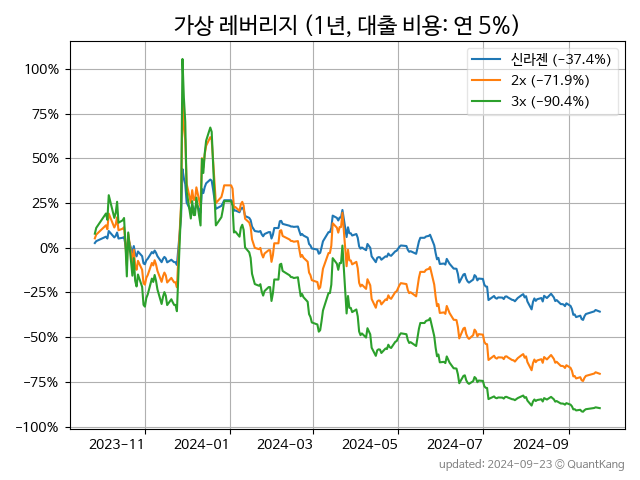 가상 레버리지 (1년, 대출 비용: 연 5%)
신라젠 (-37.4%)
2x (-71.9%)
3x (-90.4%)
100%
75%
50%
25%
0%
-25%
-50%
-75%
-100%
2023-11 2024-01 2024-03 2024-05 2024-07 2024-09
updated: 2024-09-23 © QuantKang